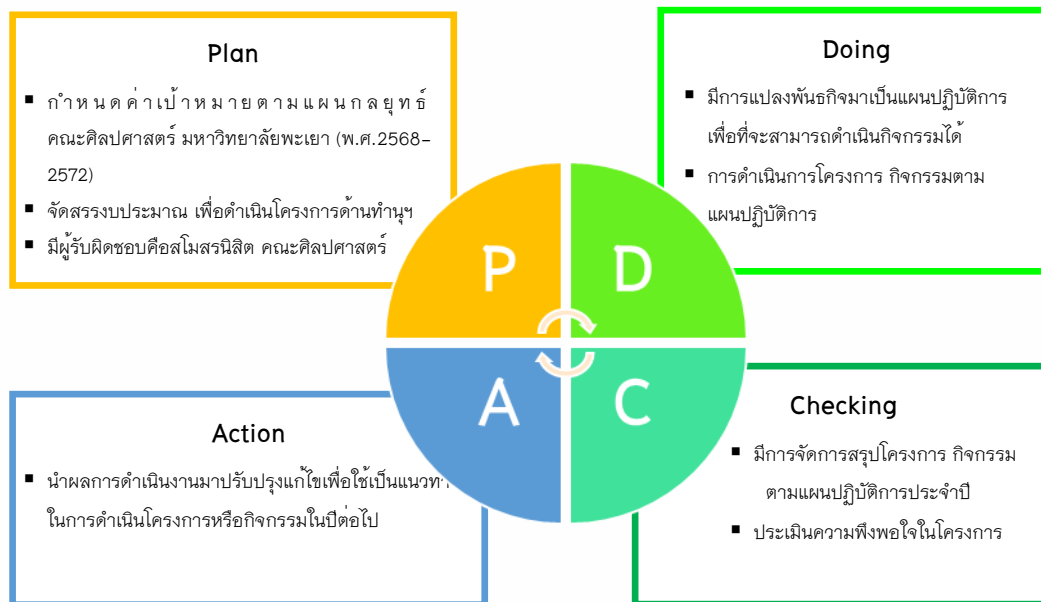 Plan
▪ กำหนดค่าเป้าหมายตามแผนกลยุทธ์
คณะศิลปศาสตร์ มหาวิทยาลัยพะเยา (พ.ศ.2568–
2572)
▪ จัดสรรงบประมาณ เพื่อดำเนินโครงการด้านทำนุฯ
▪ มีผู้รับผิดชอบคือสโมสรนิสิต คณะศิลปศาสตร์
Doing
▪ มีการแปลงพันธกิจมาเป็นแผนปฏิบัติการ
เพื่อที่จะสามารถดำเนินกิจกรรมได้
▪ การดำเนินการโครงการ กิจกรรมตาม
แผนปฏิบัติการ
P
D
A
C
Action
▪ นำผลการดำเนินงานมาปรับปรุงแก้ไขเพื่อใช้เป็น
ในการดำเนินโครงการหรือกิจกรรมในปีต่อไป
Checking
▪ มีการจัดการสรุปโครงการ กิจกรรม
ตามแผนปฏิบัติการประจำปี
▪ ประเมินความพึงพอใจในโครงการ